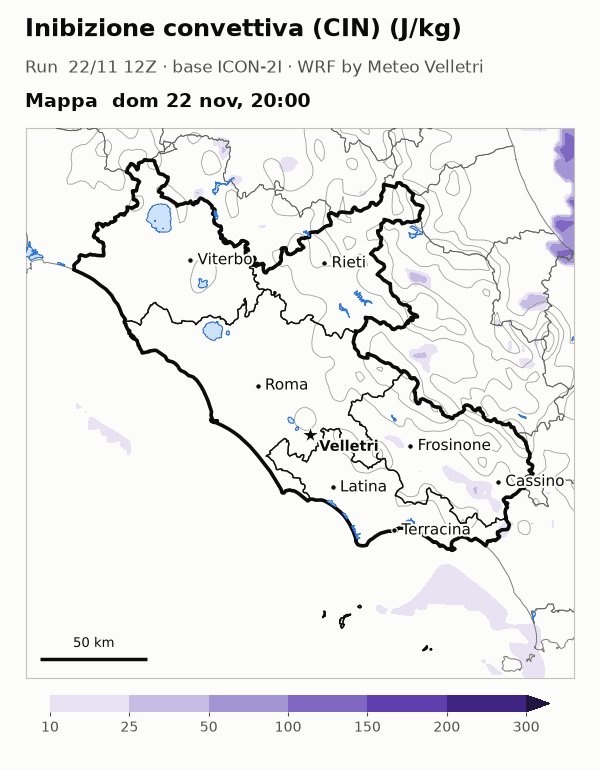 Inibizione convettiva (CIN) (J/kg)
Run  22/11 12Z · base ICON-2I · WRF by Meteo Velletri
Mappa  dom 22 nov, 20:00
Viterbo
Rieti
Roma
Velletri
Frosinone
Cassino
Latina
Terracina
50 km
10 25 50 100 150 200 300